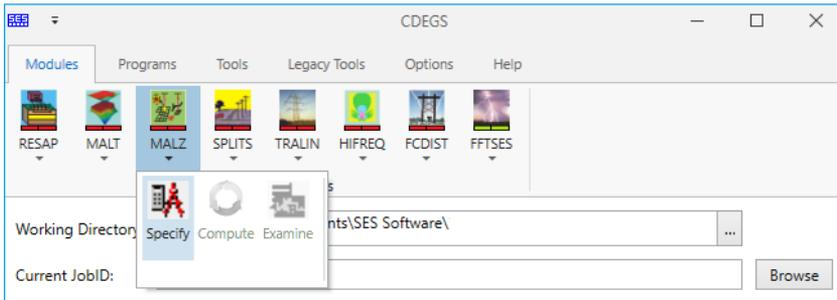 SES CDEGS
Modules Programs Tools Legacy Tools Options Help
RESAP MALT MALZ SPLITS TRALIN HIFREQ FCDIST FFTSES
s
Specify Compute Examine
Working Directory nts\SES Software\ ...
Current JobID: Browse